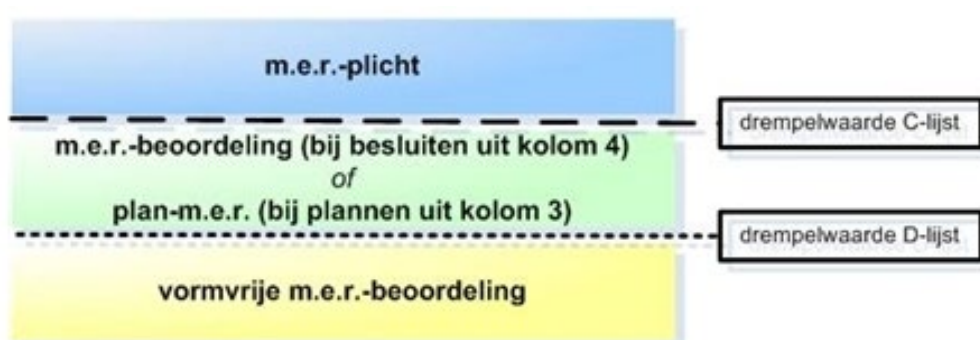 m.e.r.-plicht
drempelwaarde C-lijst
m.e.r.-beoordeling (bij besluiten uit kolom 4)
of
plan-m.e.r. (bij plannen uit kolom 3)
drempelwaarde D-lijst
vormvrije m.e.r.-beoordeling